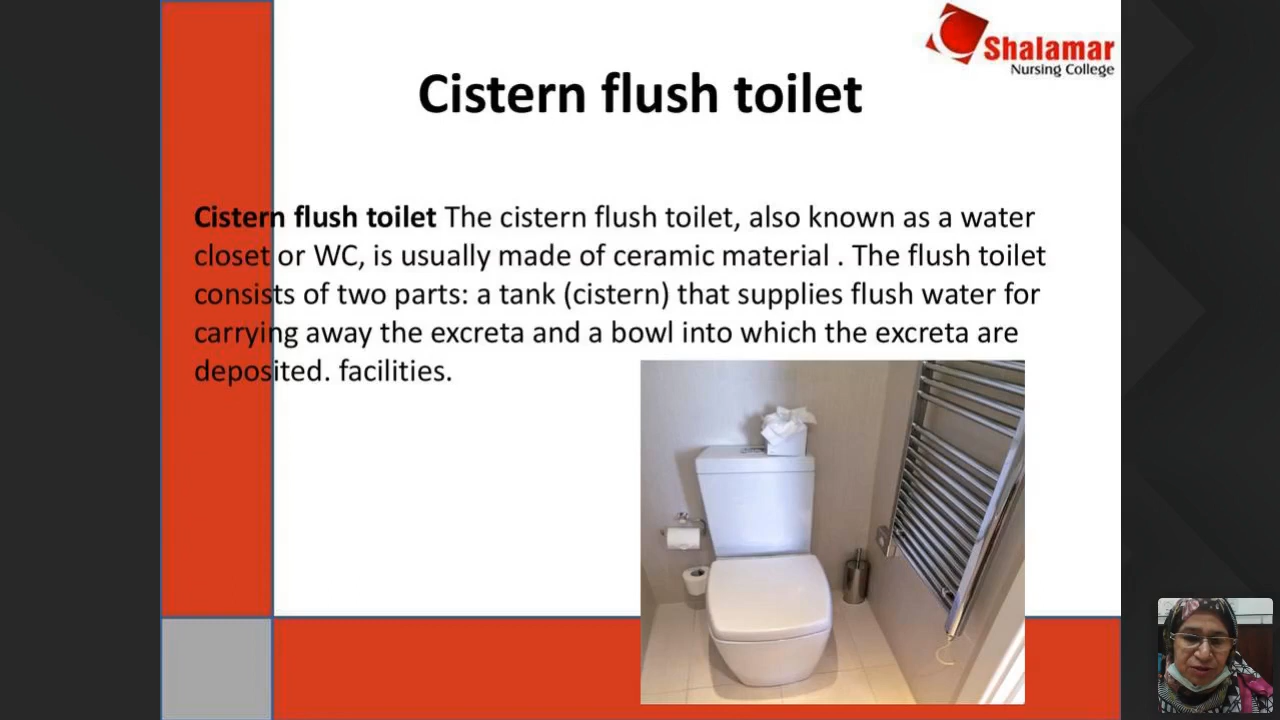 Shalamar
Nursing College
Cistern flush toilet
Cistern flush toilet The cistern flush toilet, also known as a water
closet or WC, is usually made of ceramic material . The flush toilet
consists of two parts: a tank (cistern) that supplies flush water for
carrying away the excreta and a bowl into which the excreta are
deposited. facilities.